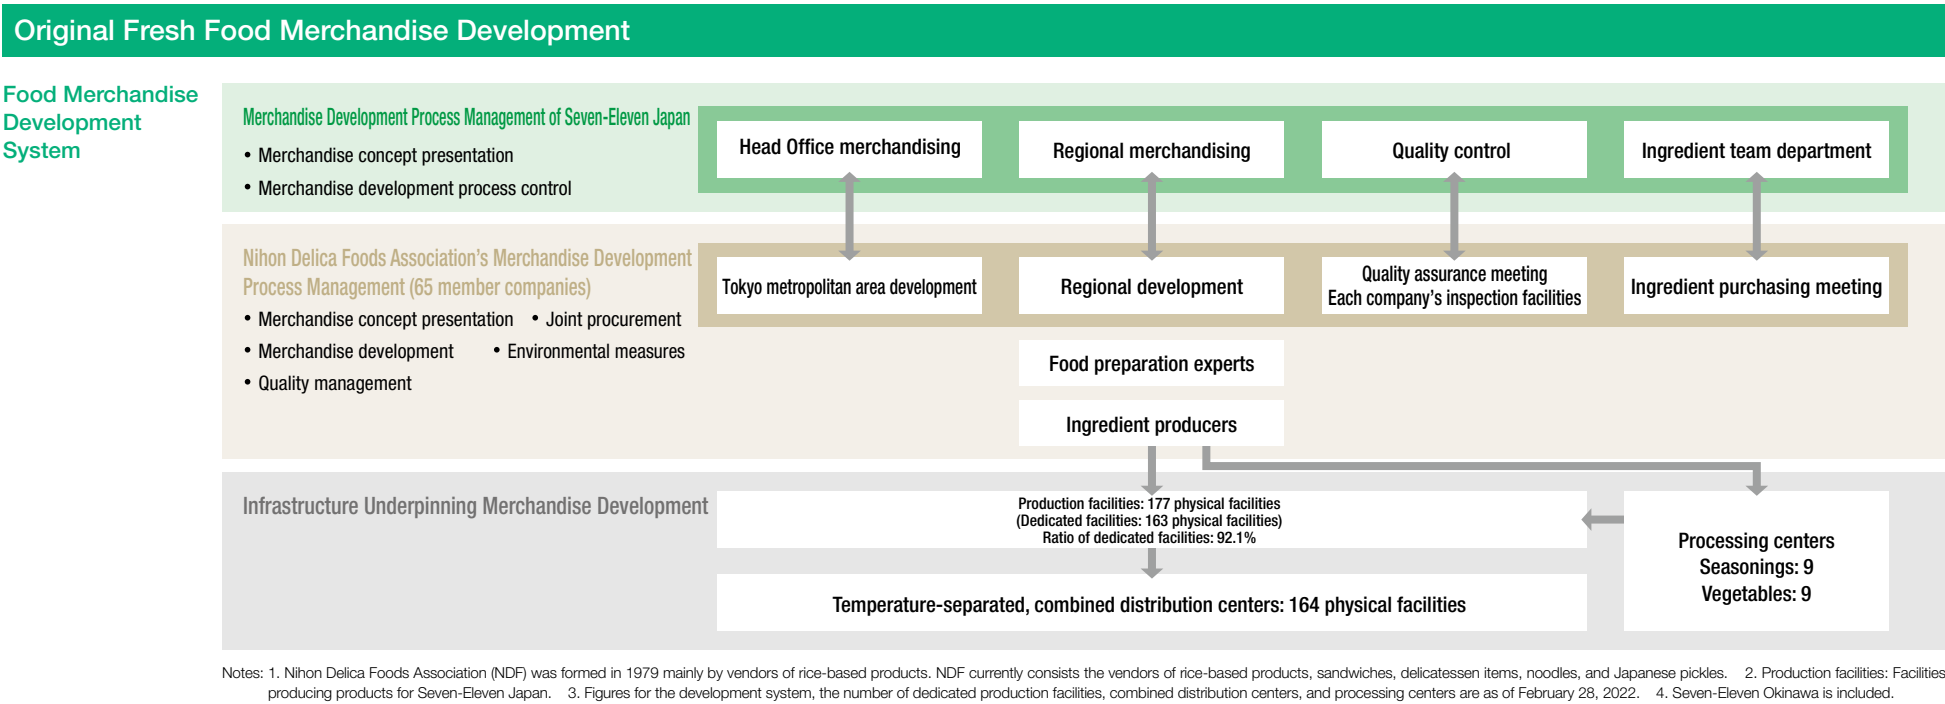 Original Fresh Food Merchandise Development
Food Merchandise
Development
System
Merchandise Development Process Management of Seven-Eleven Japan
• Merchandise concept presentation
• Merchandise development process control
Head Office merchandising
Regional merchandising
Quality control
Ingredient team department
Nihon Delica Foods Association’s Merchandise Development
Process Management (65 member companies)
• Merchandise concept presentation • Joint procurement
• Merchandise development • Environmental measures
• Quality management
Tokyo metropolitan area development
Regional development
Quality assurance meeting
Each company’s inspection facilities
Ingredient purchasing meeting
Food preparation experts
Ingredient producers
Infrastructure Underpinning Merchandise Development
Production facilities: 177 physical facilities
(Dedicated facilities: 163 physical facilities)
Ratio of dedicated facilities: 92.1%
Processing centers
Seasonings: 9
Vegetables: 9
Temperature-separated, combined distribution centers: 164 physical facilities
Notes: 1. Nihon Delica Foods Association (NDF) was formed in 1979 mainly by vendors of rice-based products. NDF currently consists the vendors of rice-based products, sandwiches, delicatessen items, noodles, and Japanese pickles. 2. Production facilities: Facilities
producing products for Seven-Eleven Japan. 3. Figures for the development system, the number of dedicated production facilities, combined distribution centers, and processing centers are as of February 28, 2022. 4. Seven-Eleven Okinawa is included.